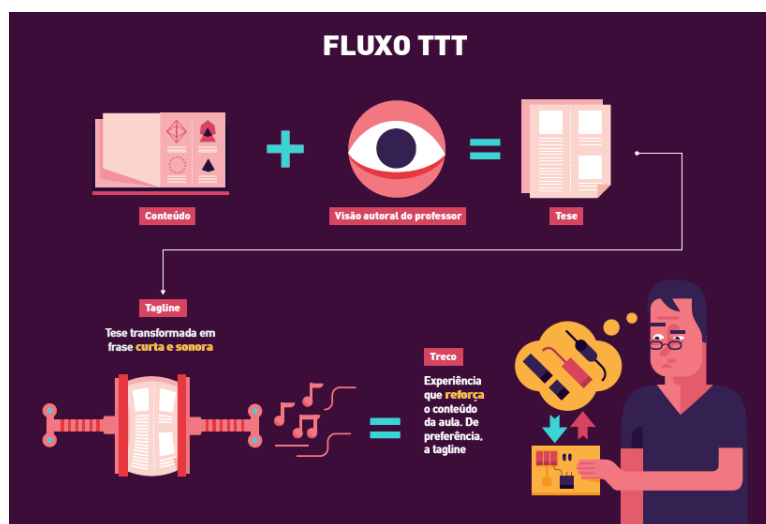 FLUXO TTT
Conteúdo
Visão autoral do professor
Tese
Tagline
Tese transformada em
frase curta e sonora
Treco
Experiência
que reforça
o conteúdo
da aula. De
preferência,
a tagline